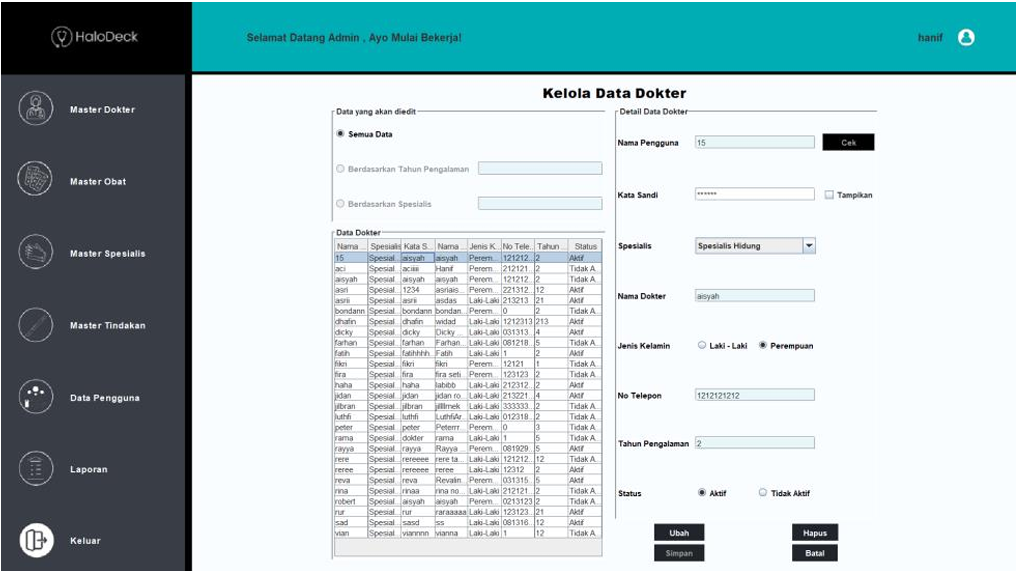 HaloDeck
Selamat Datang Admin , Ayo Mulai Bekerja!
hanif
Master Dokter
Master Obat
Master Spesialis
Master Tindakan
Data Pengguna
Laporan
Keluar
Kelola Data Dokter
Data yang akan diedit
Semua Data
Berdasarkan Tahun Pengalaman
Berdasarkan Spesialis
Data Dokter
Nama ... Spesialis Kata S... Nama ... Jenis K... No Tele... Tahun ... Status
15 Spesial... aisyah aisyah Perem... 121212... 2 Aktif
aci Spesial... aciiiii Hanif Perem... 212121... 2 Tidak A...
aisyah Spesial... aisyah aisyah Perem... 121212... 2 Tidak A...
asri Spesial... 1234 asriais... Perem... 221312... 12 Aktif
asrii Spesial... asrii asdas Laki-Laki 213213 21 Aktif
bondann Spesial... bondann bondan... Perem... 0 2 Tidak A...
dhafin Spesial... dhafin widad Laki-Laki 1212313 213 Aktif
dicky Spesial... dicky Dicky ... Laki-Laki 031313... 4 Aktif
farhan Spesial... farhan Farhan... Laki-Laki 081218... 5 Tidak A...
fatih Spesial... fatihhhh... Fatih Laki-Laki 1 2 Aktif
fikri Spesial... fikri fikri Perem... 12121 1 Tidak A...
fira Spesial... fira fira seti... Perem... 123123 2 Tidak A...
haha Spesial... haha labibb Laki-Laki 212312... 2 Aktif
jidan Spesial... jidan jidan ro... Laki-Laki 213221... 4 Aktif
jilbran Spesial... jilbran jillllmek Laki-Laki 333333... 2 Tidak A...
luthfi Spesial... luthfi LuthfiAr... Laki-Laki 012318... 2 Tidak A...
peter Spesial... peter Peterrr... Perem... 0 3 Tidak A...
rama Spesial... dokter rama Laki-Laki 1 5 Tidak A...
rayya Spesial... rayya Rayya ... Perem... 081929... 5 Tidak A...
rere Spesial... rereeee rere ta... Laki-Laki 121212... 12 Tidak A...
reree Spesial... rereeee reree Laki-Laki 12312 2 Aktif
reva Spesial... reva Revalin... Perem... 031315... 5 Aktif
rina Spesial... rinaa rina no... Laki-Laki 212121... 2 Tidak A...
robert Spesial... aisyah aisyah Perem... 0213123 2 Tidak A...
rur Spesial... rur raraaaaa Laki-Laki 123123... 21 Aktif
sad Spesial... sasd ss Laki-Laki 081316... 12 Aktif
vian Spesial... viannnn vianna Laki-Laki 1 12 Tidak A...
Detail Data Dokter
Nama Pengguna 15 Cek
Kata Sandi ****** Tampikan
Spesialis Spesialis Hidung
Nama Dokter aisyah
Jenis Kelamin Laki - Laki Perempuan
No Telepon 1212121212
Tahun Pengalaman 2
Status Aktif Tidak Aktif
Ubah Hapus
Simpan Batal